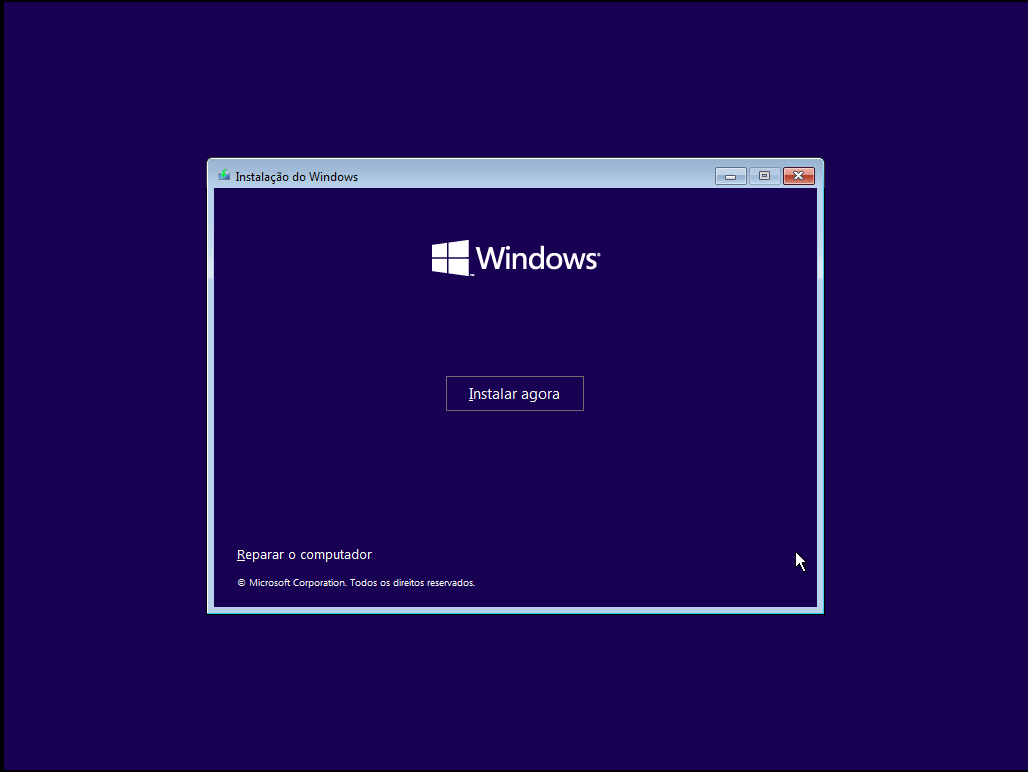 Instalação do Windows
Windows
Instalar agora
Reparar o computador
© Microsoft Corporation. Todos os direitos reservados.